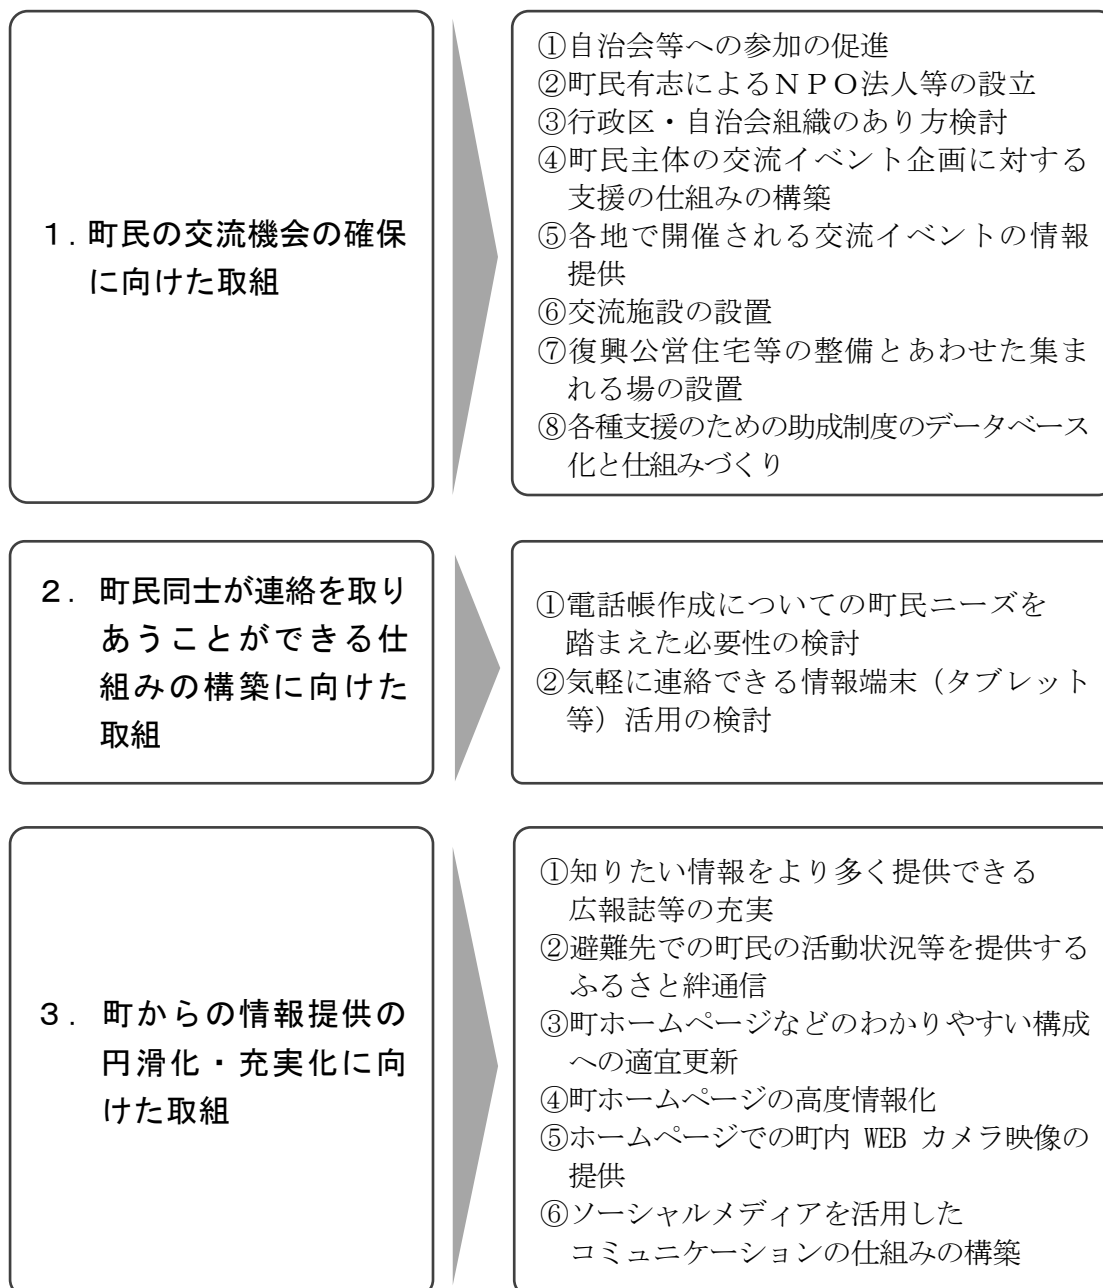 1．町民の交流機会の確保
に向けた取組
①自治会等への参加の促進
②町民有志によるＮＰＯ法人等の設立
③行政区・自治会組織のあり方検討
④町民主体の交流イベント企画に対する
支援の仕組みの構築
⑤各地で開催される交流イベントの情報
提供
⑥交流施設の設置
⑦復興公営住宅等の整備とあわせた集ま
れる場の設置
⑧各種支援のための助成制度のデータベース
化と仕組みづくり
２． 町民同士が連絡を取り
あうことができる仕
組みの構築に向けた
取組
①電話帳作成についての町民ニーズを
踏まえた必要性の検討
②気軽に連絡できる情報端末（タブレット
等）活用の検討
３． 町からの情報提供の
円滑化・充実化に向
けた取組
①知りたい情報をより多く提供できる
広報誌等の充実
②避難先での町民の活動状況等を提供する
ふるさと絆通信
③町ホームページなどのわかりやすい構成
への適宜更新
④町ホームページの高度情報化
⑤ホームページでの町内 WEB カメラ映像の
提供
⑥ソーシャルメディアを活用した
コミュニケーションの仕組みの構築